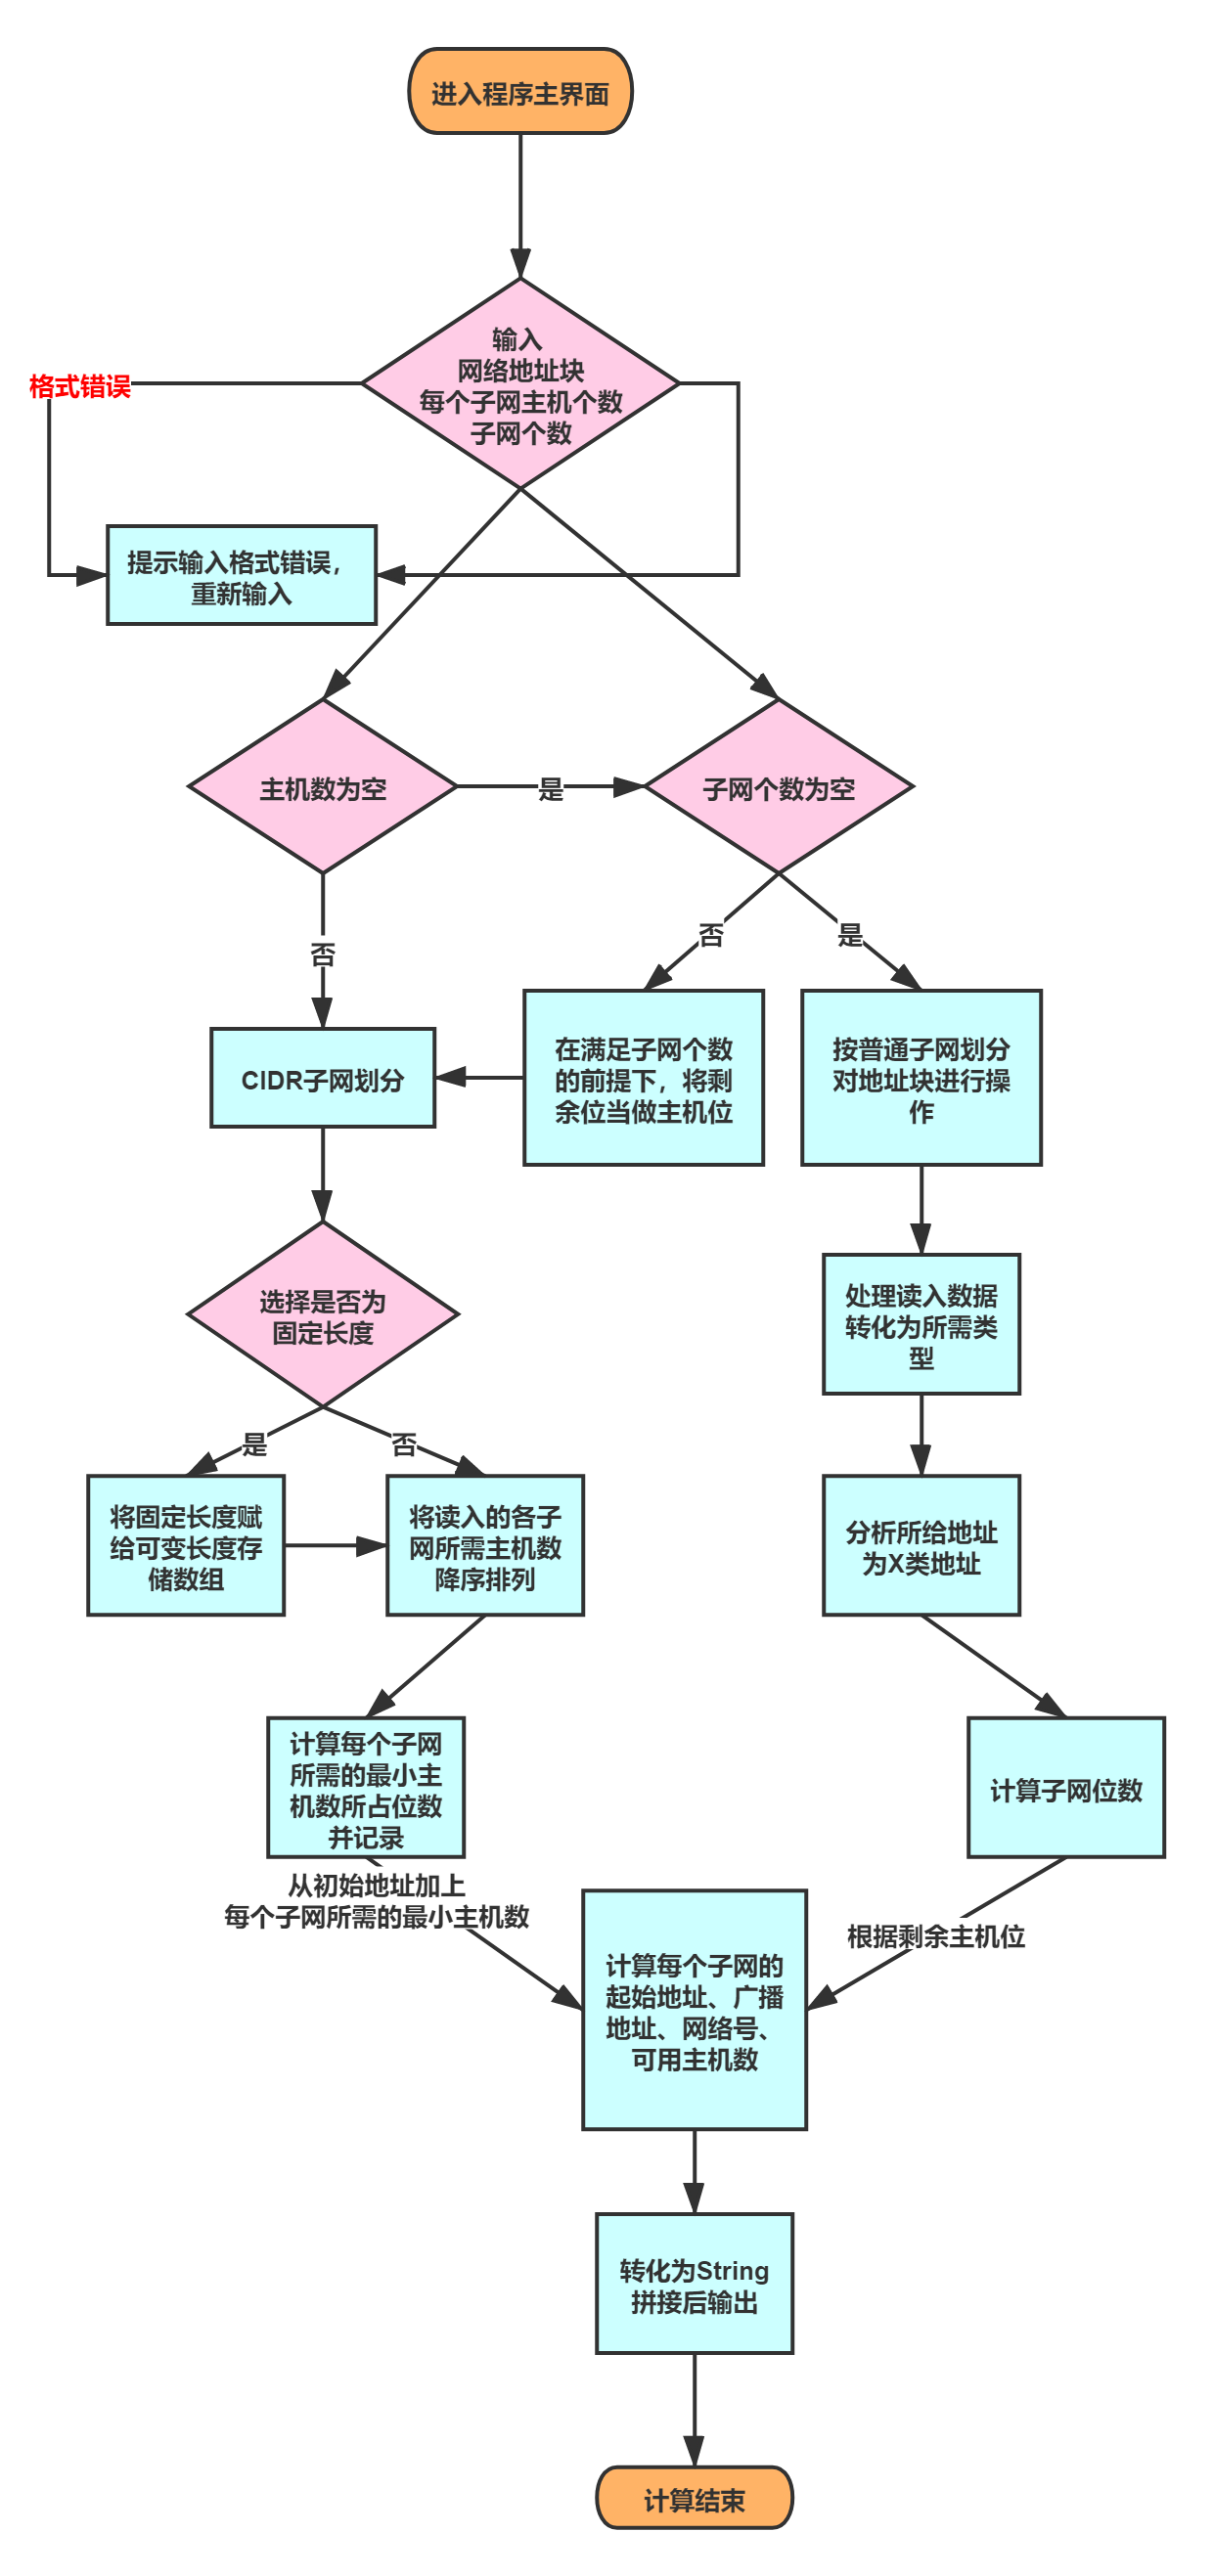 进入程序主界面
输入
网络地址块
每个子网主机个数
子网个数
格式错误
提示输入格式错误，
重新输入
主机数为空
是
子网个数为空
否
是
否
在满足子网个数
的前提下，将剩
余位当做主机位
按普通子网划分
对地址块进行操
作
CIDR子网划分
选择是否为
固定长度
处理读入数据
转化为所需类
型
是
否
将固定长度赋
给可变长度存
储数组
将读入的各子
网所需主机数
降序排列
分析所给地址
为X类地址
计算每个子网
所需的最小主
机数所占位数
并记录
计算子网位数
从初始地址加上
每个子网所需的最小主机数
根据剩余主机位
计算每个子网的
起始地址、广播
地址、网络号、
可用主机数
转化为String
拼接后输出
计算结束